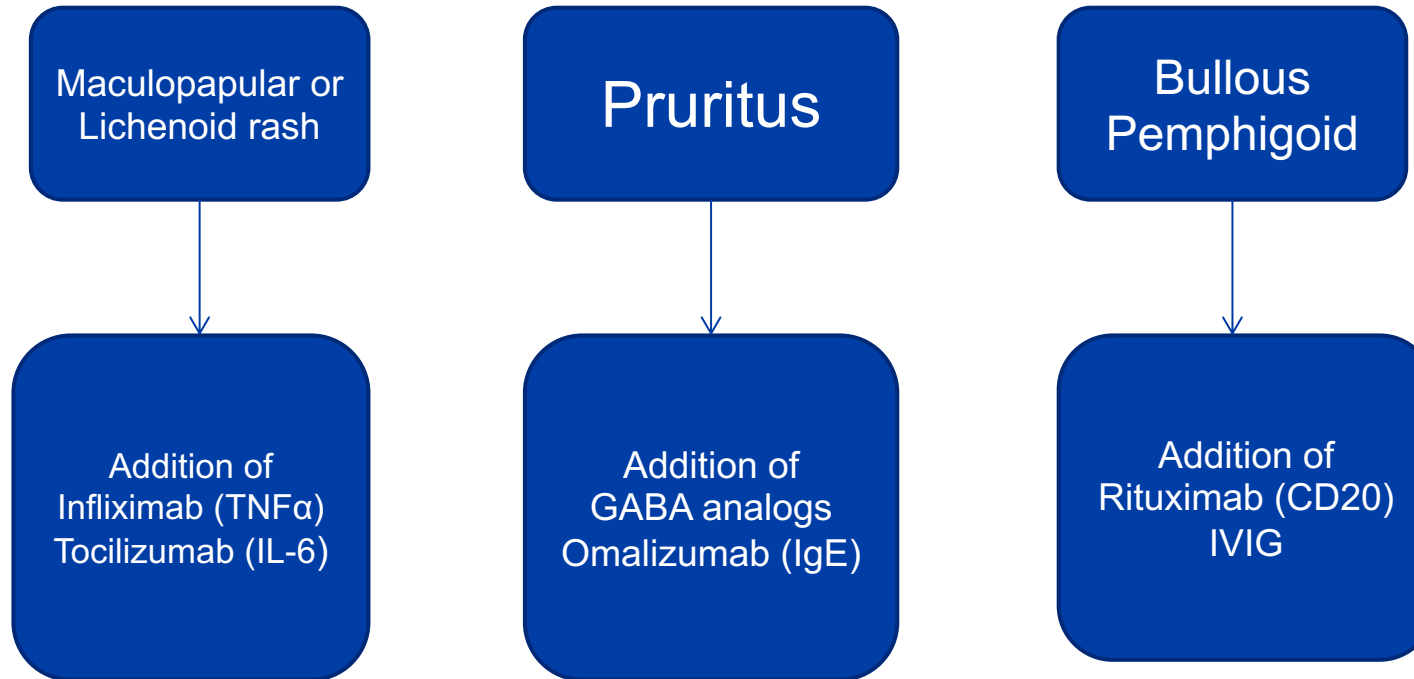 Maculopapular or
Lichenoid rash
Pruritus
Bullous
Pemphigoid
Addition of
Infliximab (TNFα)
Tocilizumab (IL-6)
Addition of
GABA analogs
Omalizumab (IgE)
Addition of
Rituximab (CD20)
IVIG